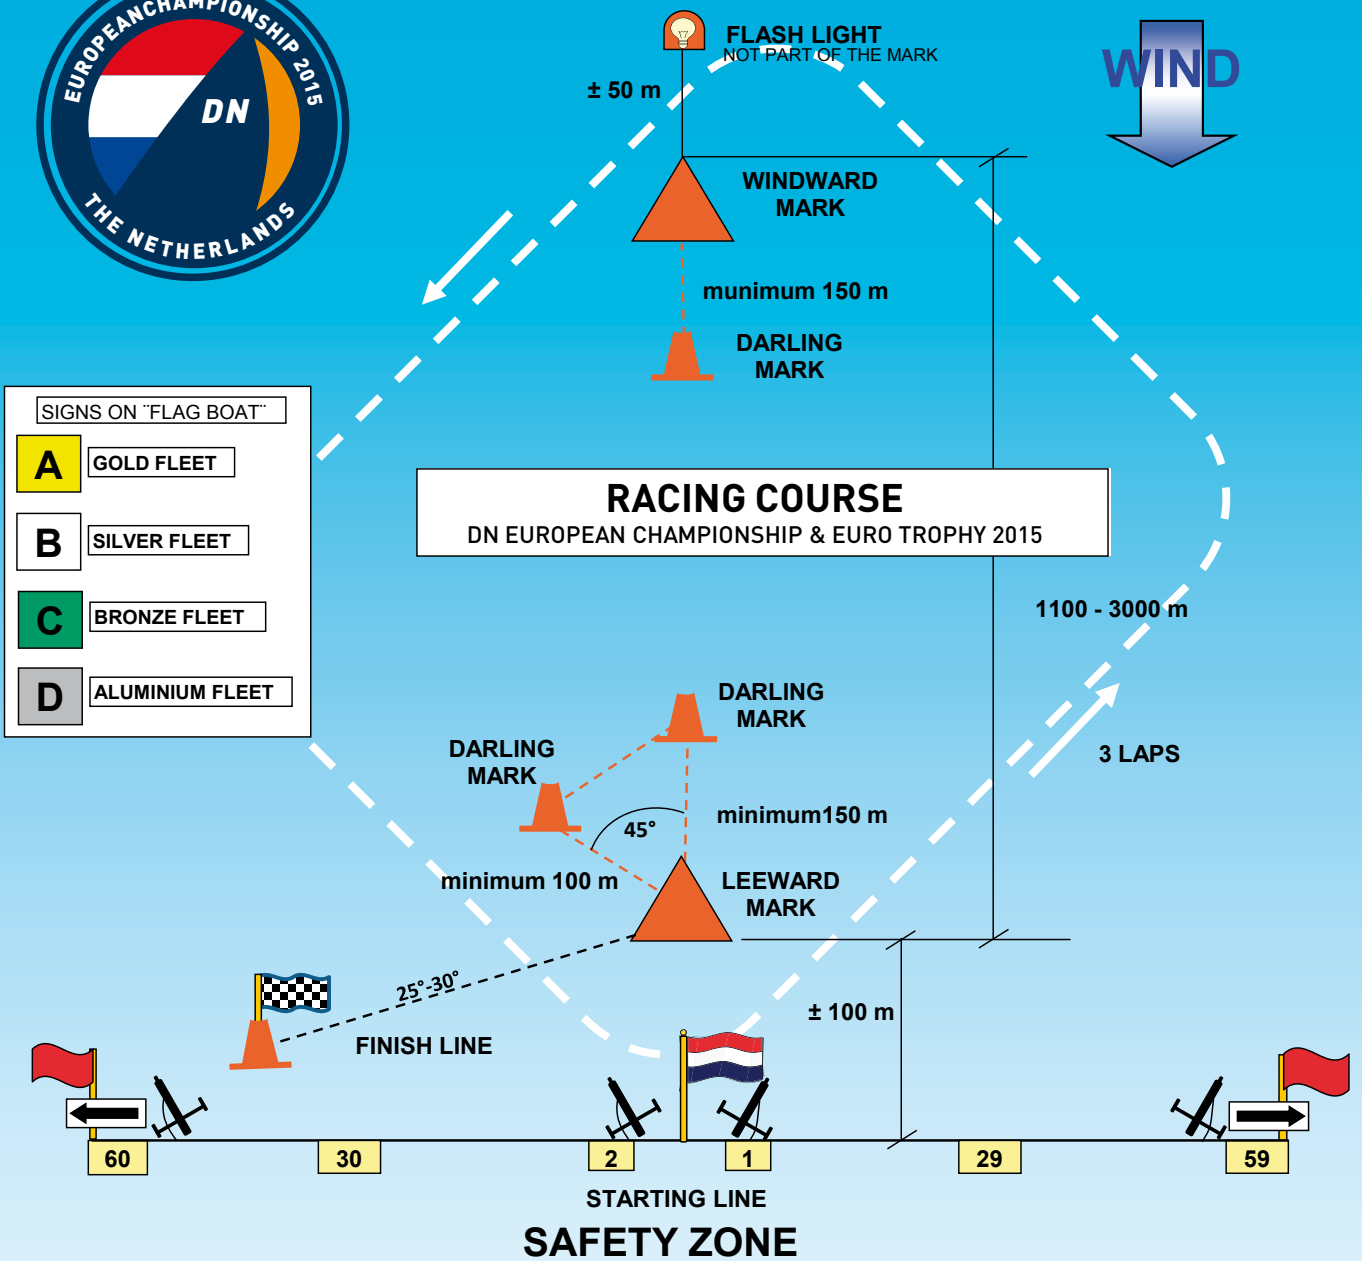 EUROPEANCHAMPIONSHIP 2015
DN
THE NETHERLANDS
FLASH LIGHT
NOT PART OF THE MARK
WIND
± 50 m
WINDWARD
MARK
munimum 150 m
DARLING
MARK
SIGNS ON ¨FLAG BOAT¨
A GOLD FLEET
B SILVER FLEET
C BRONZE FLEET
D ALUMINIUM FLEET
RACING COURSE
DN EUROPEAN CHAMPIONSHIP & EURO TROPHY 2015
1100 - 3000 m
DARLING
MARK
DARLING
MARK
3 LAPS
45°
minimum150 m
minimum 100 m
LEEWARD
MARK
25°-30°
± 100 m
FINISH LINE
60 30 2 1 29 59
STARTING LINE
SAFETY ZONE